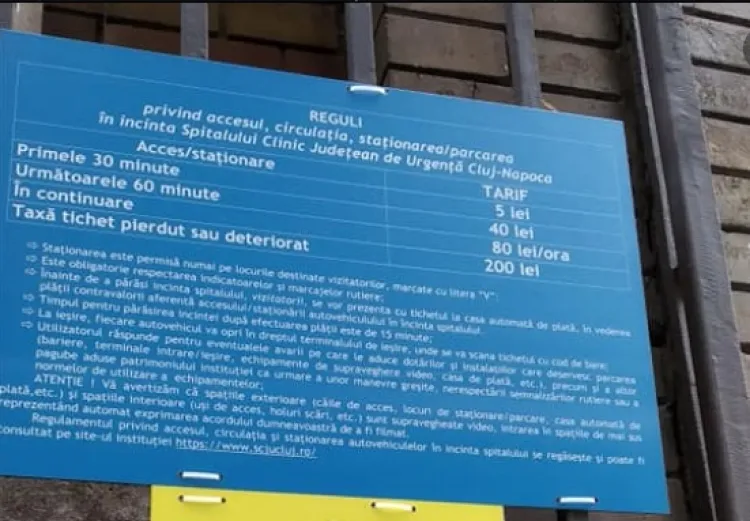 REGULI
privind accesul, circulația, staționarea/parcarea
în incinta Spitalului Clinic Județean de Urgență Cluj-Napoca
Acces/staționare TARIF
Primele 30 minute 5 lei
Următoarele 60 minute 40 lei
În continuare 80 lei/ora
Taxă tichet pierdut sau deteriorat 200 lei
⇨ Staționarea este permisă numai pe locurile destinate vizitatorilor, marcate cu litera "V";
⇨ Este obligatorie respectarea indicatoarelor și marcajelor rutiere;
⇨ Înainte de a părăsi incinta spitalului, vizitatorii, se vor prezenta cu tichetul la casa automată de plată, în vederea
plății contravalorii aferentă accesului/staționării autovehiculului în incinta spitalului.
⇨ Timpul pentru părăsirea incintei după efectuarea plății este de 15 minute;
⇨ La ieșire, fiecare autovehicul va opri în dreptul terminalului de ieșire, unde se va scana tichetul cu cod de bare;
⇨ Utilizatorul răspunde pentru eventualele avarii pe care le aduce dotărilor și instalațiilor care deservesc parcarea
(bariere, terminale intrare/ieșire, echipamente de supraveghere video, casa de plată, etc.), precum și a altor
pagube aduse patrimoniului instituției ca urmare a unor manevre greșite, nerespectării semnalizărilor rutiere sau a
normelor de utilizare a echipamentelor;
ATENȚIE ! Vă avertizăm că spațiile exterioare (căile de acces, locuri de staționare/parcare, casa automată de
plată,etc.) și spațiile interioare (uși de acces, holuri scări, etc.) sunt supravegheate video, intrarea în spațiile de mai sus
reprezentând automat exprimarea acordului dumneavoastră de a fi filmat.
Regulamentul privind accesul, circulația și staționarea autovehiculelor în incinta spitalului se regăsește și poate fi
consultat pe site-ul instituției https://www.scjucluj.ro/